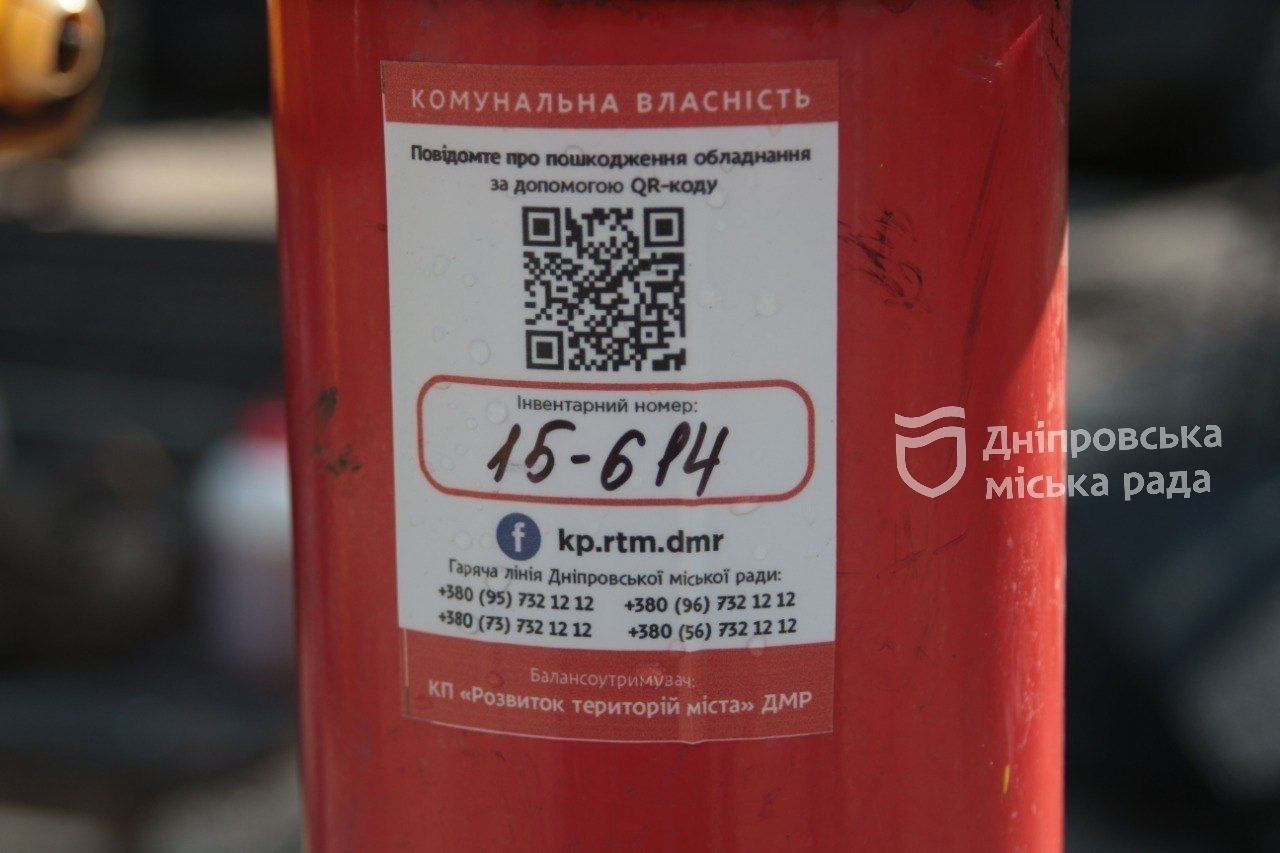 КОМУНАЛЬНА ВЛАСНІСТЬ
Повідомте про пошкодження обладнання
за допомогою QR-коду
Інвентарний номер:
15-614
kp.rtm.dmr
Гаряча лінія Дніпровської міської ради:
+380 (95) 732 12 12 +380 (96) 732 12 12
+380 (73) 732 12 12 +380 (56) 732 12 12
Балансоутримувач:
КП «Розвиток територій міста» ДМР
Дніпровська
міська рада